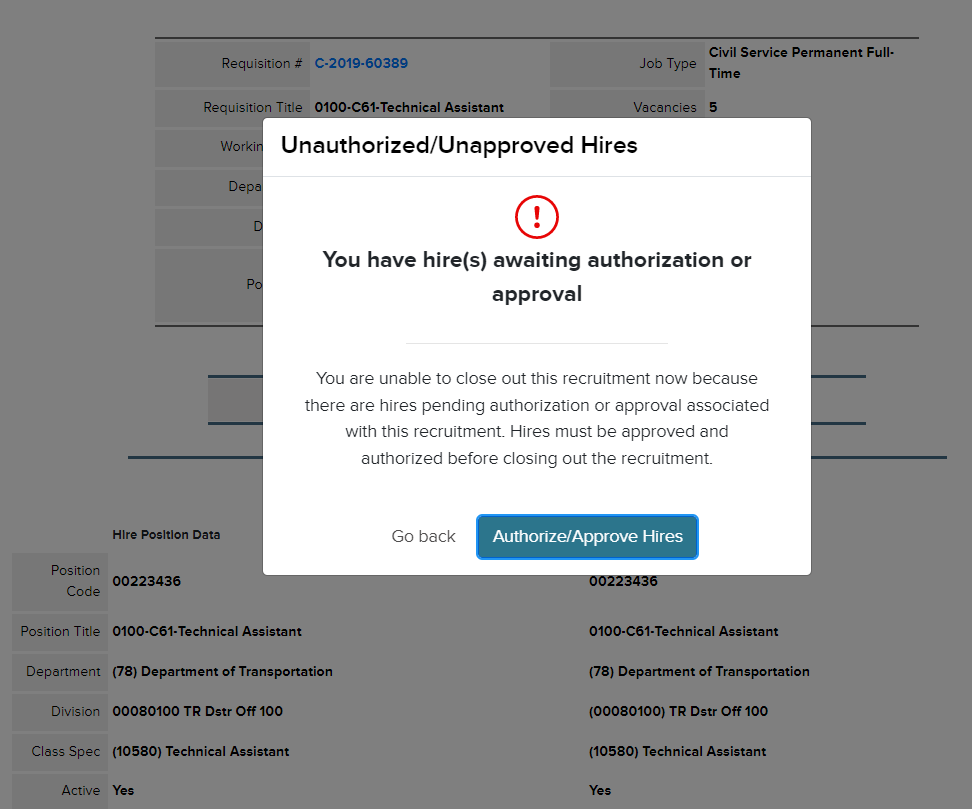 Requisition # C-2019-60389 Job Type Civil Service Permanent Full-
Time
Requisition Title 0100-C61-Technical Assistant Vacancies 5
Workin
Depa
D
Po
Unauthorized/Unapproved Hires
!
You have hire(s) awaiting authorization or
approval
You are unable to close out this recruitment now because
there are hires pending authorization or approval associated
with this recruitment. Hires must be approved and
authorized before closing out the recruitment.
Go back Authorize/Approve Hires
Hire Position Data
Position
Code 00223436 00223436
Position Title 0100-C61-Technical Assistant 0100-C61-Technical Assistant
Department (78) Department of Transportation (78) Department of Transportation
Division 00080100 TR Dstr Off 100 (00080100) TR Dstr Off 100
Class Spec (10580) Technical Assistant (10580) Technical Assistant
Active Yes Yes